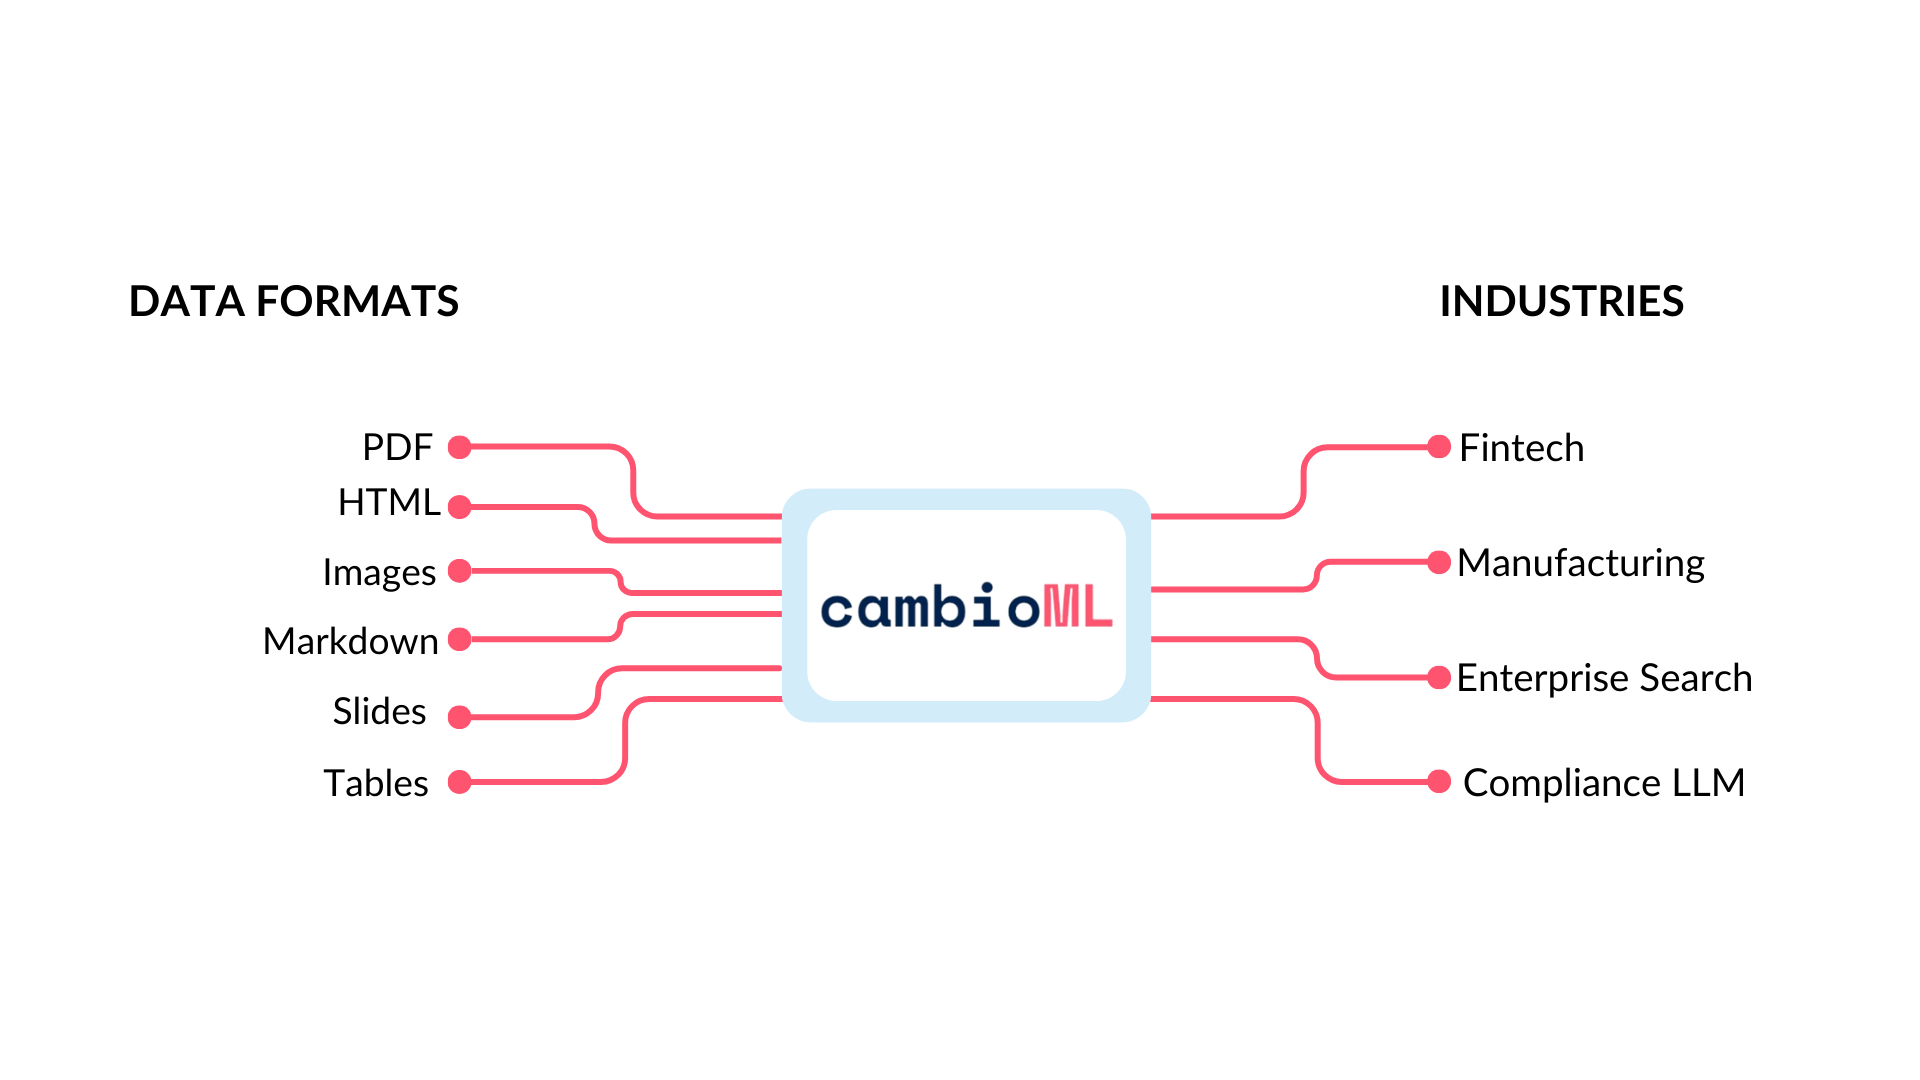 DATA FORMATS
PDF
HTML
Images
Markdown
Slides
Tables
cambioML
INDUSTRIES
Fintech
Manufacturing
Enterprise Search
Compliance LLM